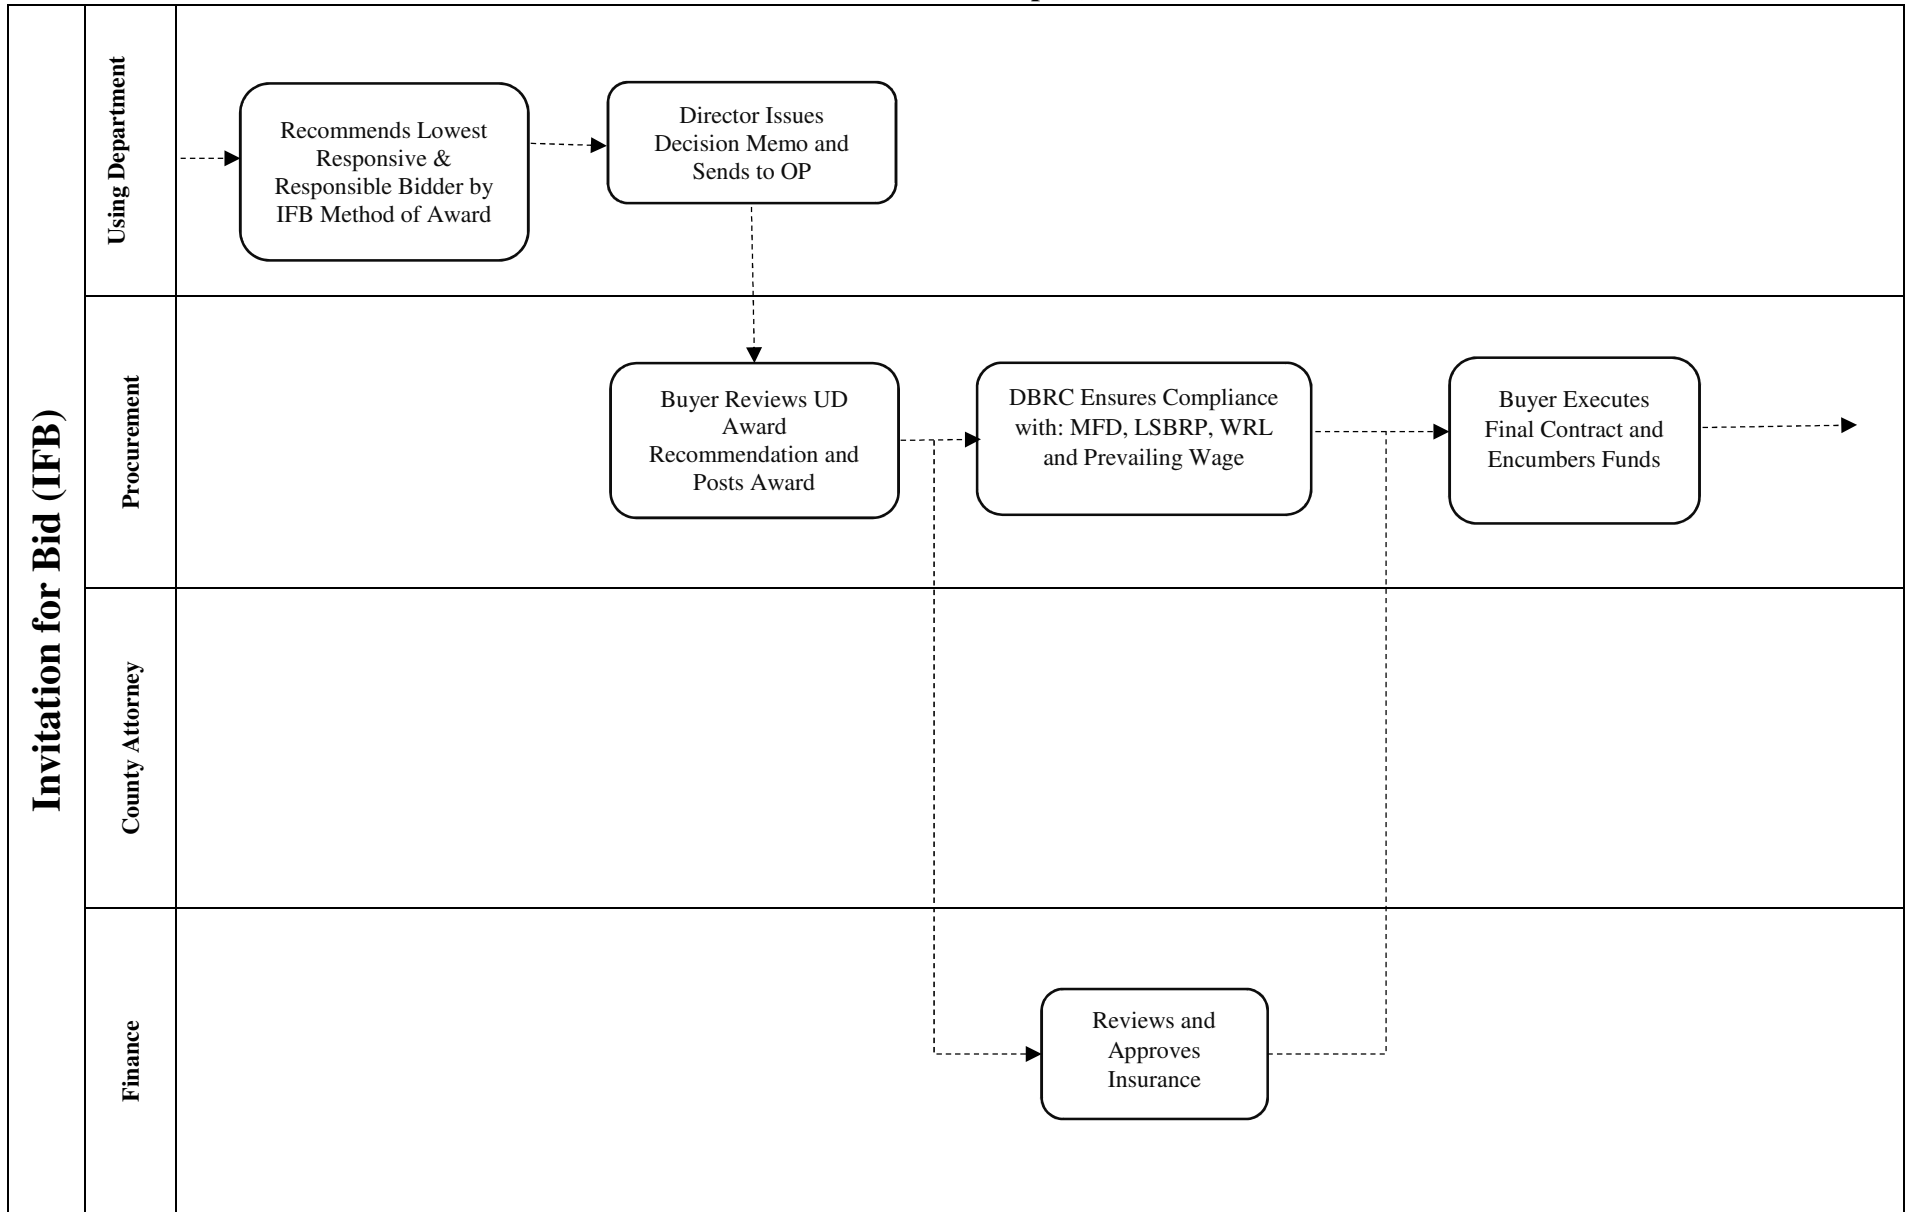 Invitation for Bid (IFB)
Using Department
Recommends Lowest
Responsive &
Responsible Bidder by
IFB Method of Award
Director Issues
Decision Memo and
Sends to OP
Procurement
Buyer Reviews UD
Award
Recommendation and
Posts Award
DBRC Ensures Compliance
with: MFD, LSBRP, WRL
and Prevailing Wage
Buyer Executes
Final Contract and
Encumbers Funds
County Attorney
Finance
Reviews and
Approves
Insurance